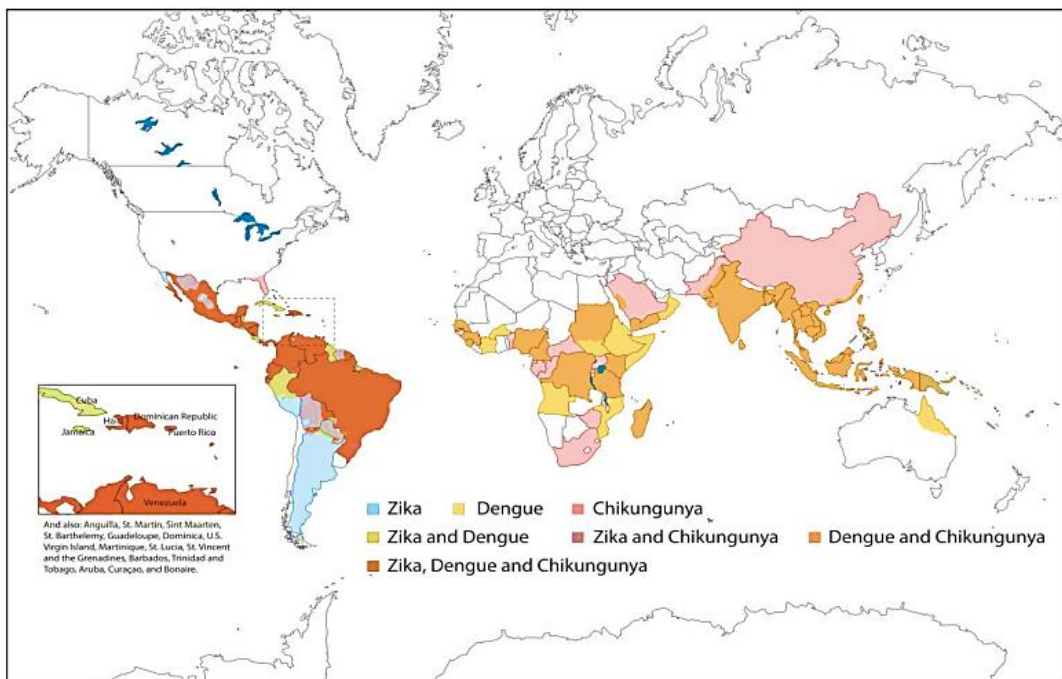 Cuba
Dominican Republic
Ha
Jamaica
Puerto Rico
Venezuela
And also: Anguilla, St. Martin, Sint Maarten,
St. Barthelemy, Guadeloupe, Dominica, U.S.
Virgin Island, Martinique, St. Lucia, St. Vincent
and the Grenadines, Barbados, Trinidad and
Tobago, Aruba, Curaçao, and Bonaire.
Zika Dengue Chikungunya
Zika and Dengue Zika and Chikungunya Dengue and Chikungunya
Zika, Dengue and Chikungunya